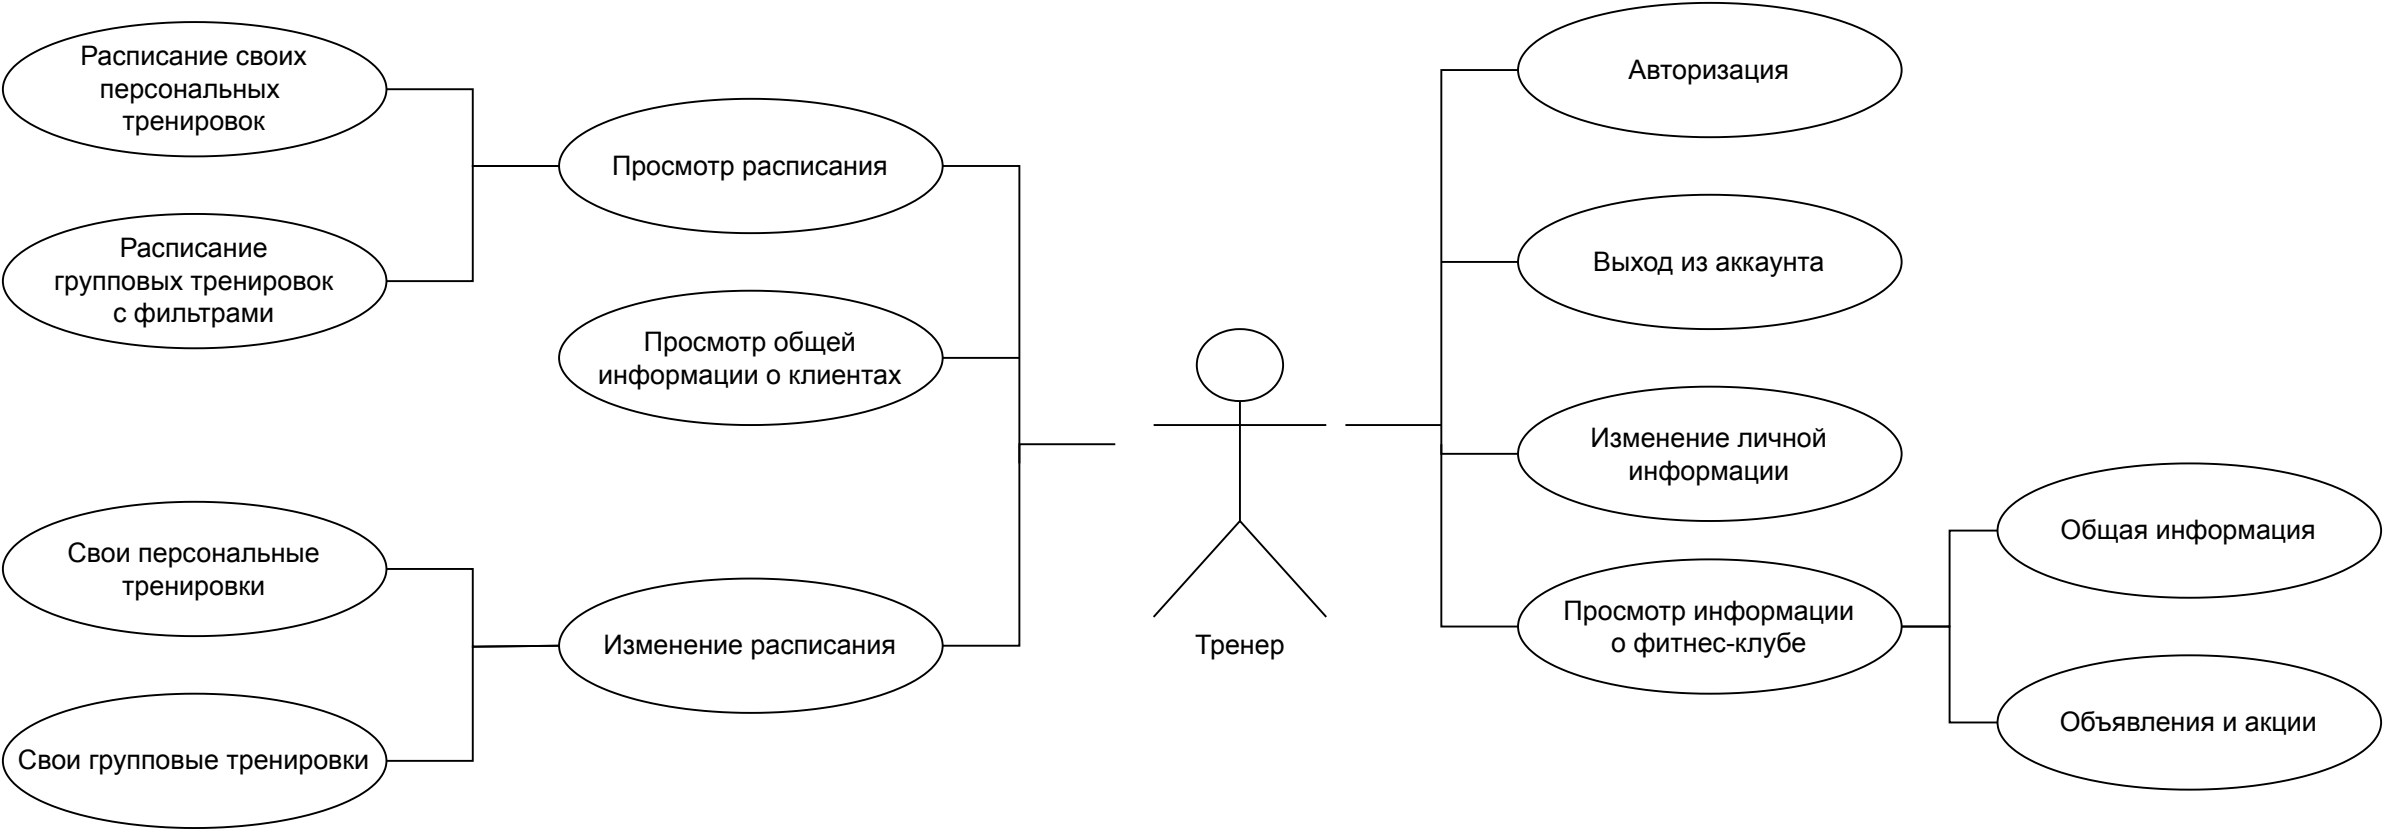 Расписание своих
персональных
тренировок
Расписание
групповых тренировок
с фильтрами
Просмотр расписания
Просмотр общей
информации о клиентах
Свои персональные
тренировки
Свои групповые тренировки
Изменение расписания
Тренер
Авторизация
Выход из аккаунта
Изменение личной
информации
Просмотр информации
о фитнес-клубе
Общая информация
Объявления и акции